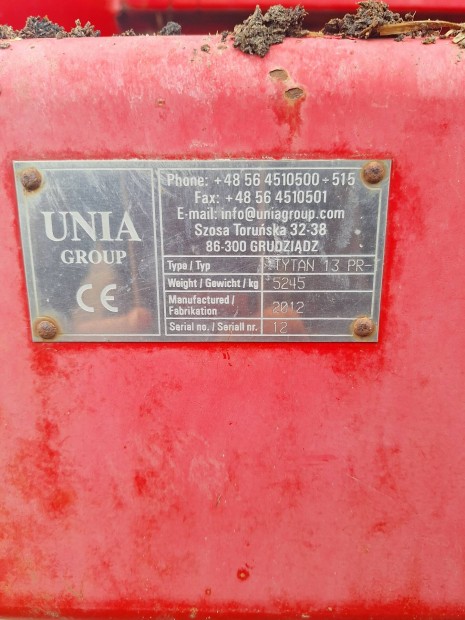 UNIA
GROUP
CE
Phone: +48 56 4510500 ÷ 515
Fax: +48 56 4510501
E-mail: info@uniagroup.com
Szosa Toruńska 32-38
86-300 GRUDZIĄDZ
Type / Typ TYTAN 13 PR-
Weight / Gewicht / kg 5245
Manufactured /
Fabrikation 2012
Serial no. / Seriall nr. 12